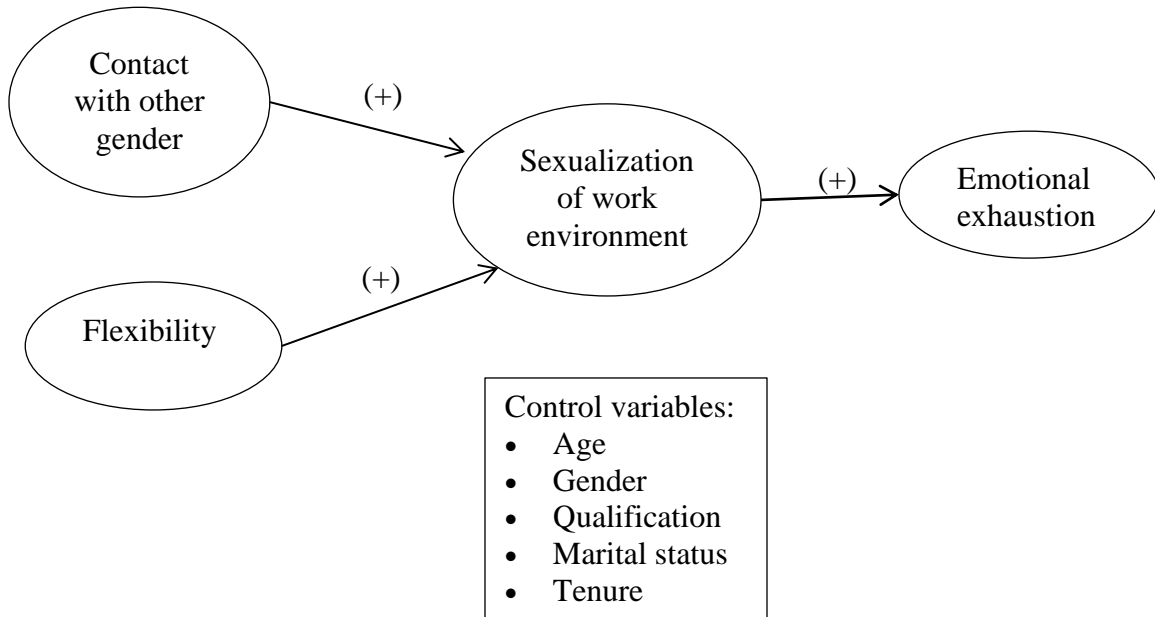 Contact
with other
gender
(+)
Sexualization
of work
environment
(+)
Emotional
exhaustion
Flexibility
(+)
Control variables:
• Age
• Gender
• Qualification
• Marital status
• Tenure